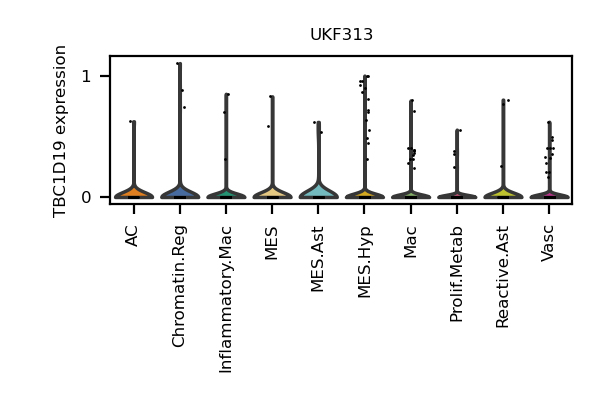 UKF313
TBC1D19 expression
1
0
AC
Chromatin.Reg
Inflammatory.Mac
MES
MES.Ast
MES.Hyp
Mac
Prolif.Metab
Reactive.Ast
Vasc